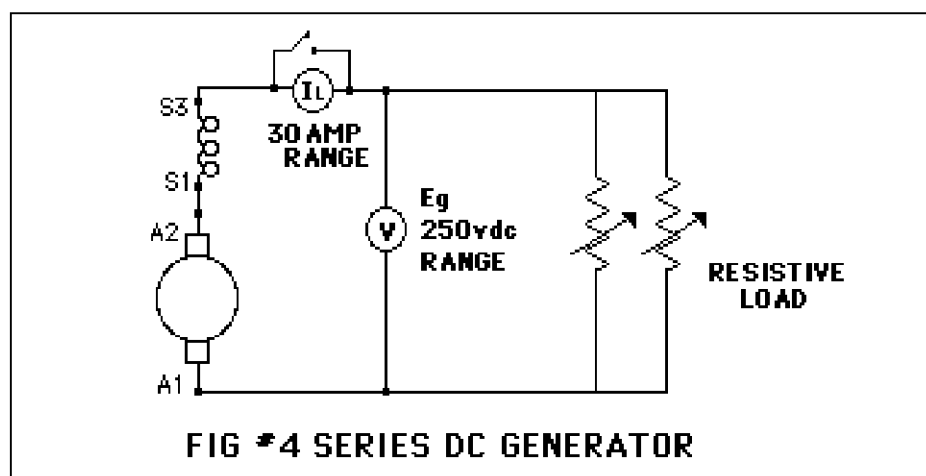 S3
IL
30 AMP
RANGE
S1
A2
Eg
V
250vdc
RANGE
RESISTIVE
LOAD
A1
FIG #4 SERIES DC GENERATOR